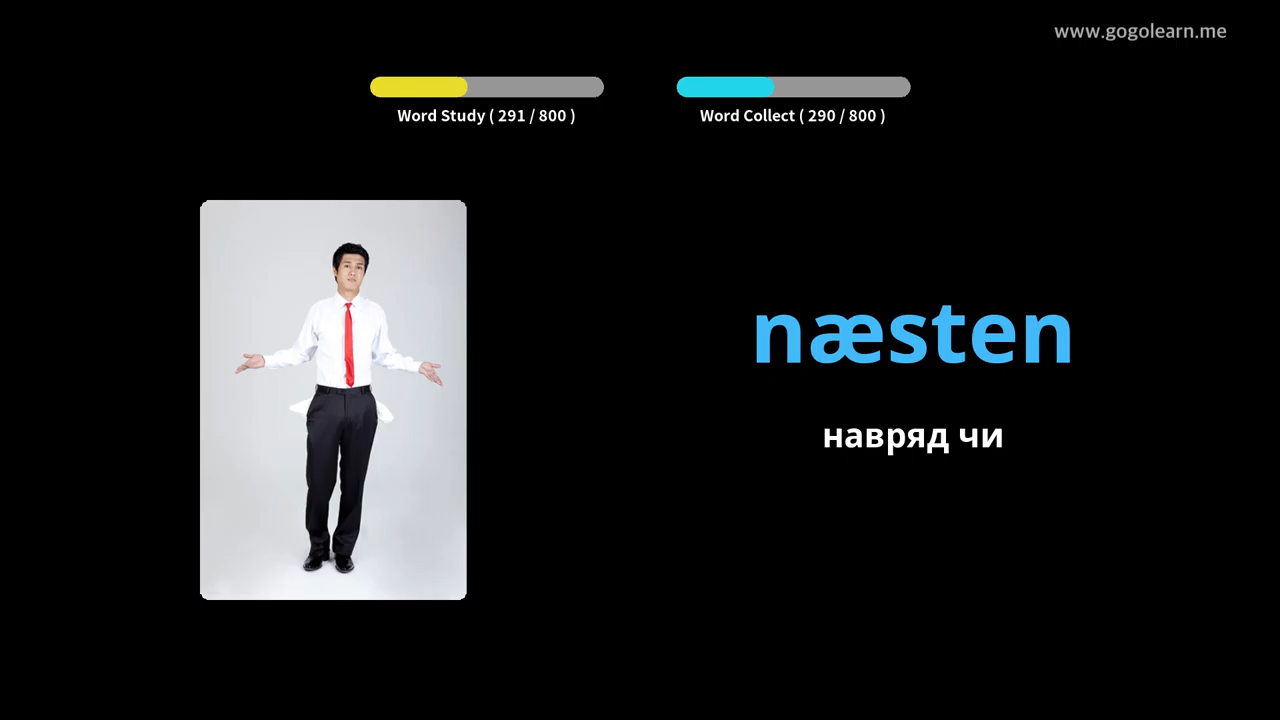 www.gogolearn.me
Word Study ( 291 / 800 )
Word Collect ( 290 / 800 )
næsten
навряд чи